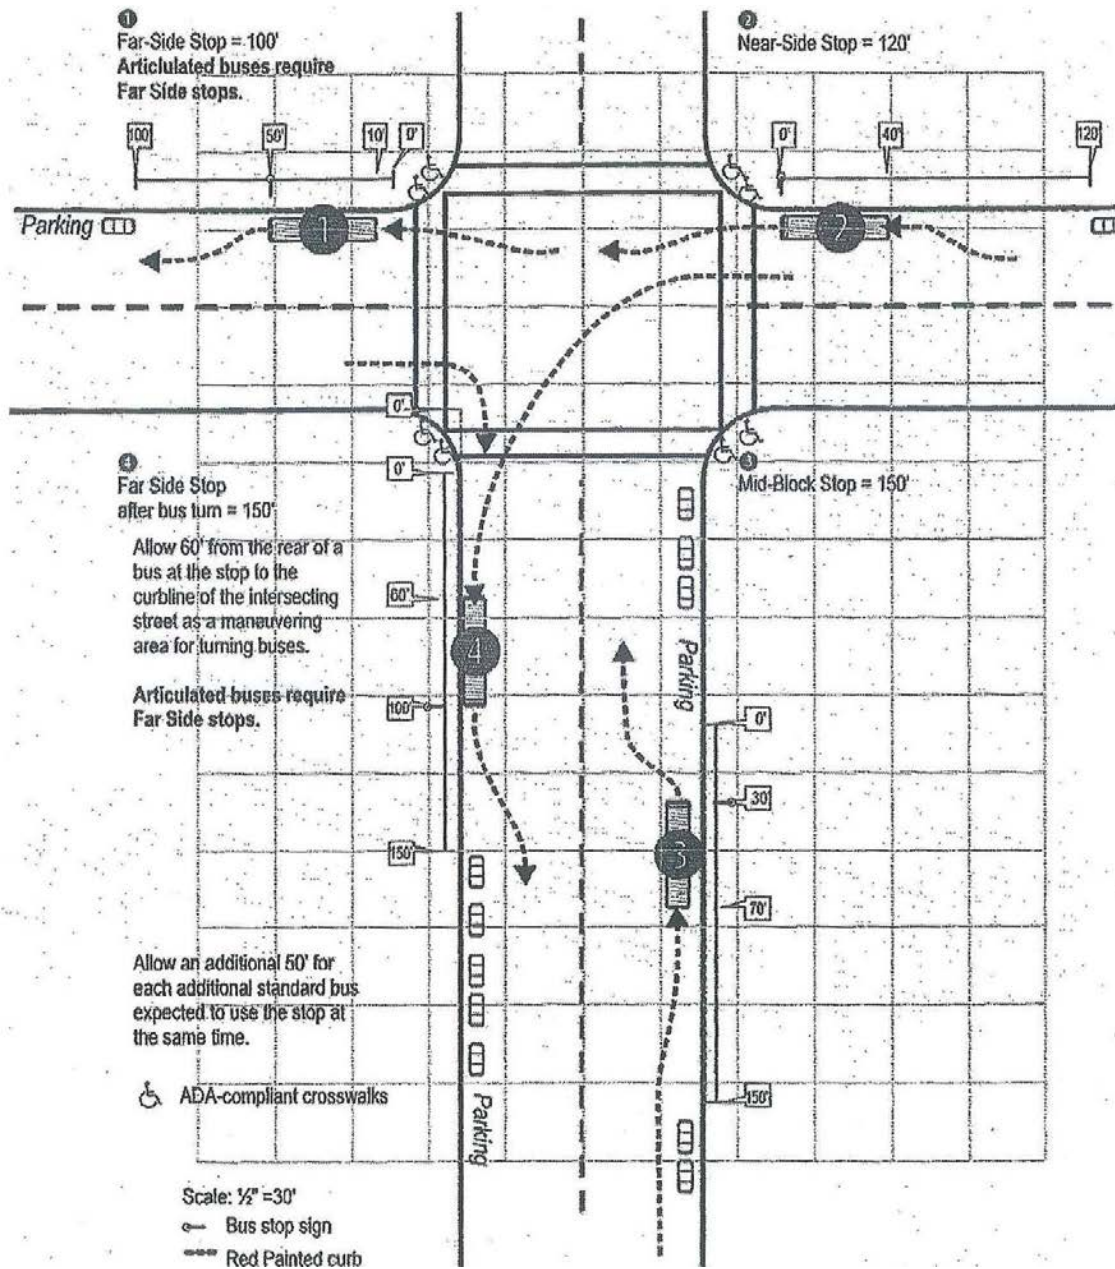 1
Far-Side Stop = 100'
Articlulated buses require
Far Side stops.
2
Near-Side Stop = 120'
100'
50'
10'
0'
0'
40'
120'
Parking
1
2
0'
4
Far Side Stop
after bus turn = 150'
0'
3
Mid-Block Stop = 150'
Allow 60' from the rear of a
bus at the stop to the
curbline of the intersecting
street as a maneuvering
area for turning buses.
60'
4
Parking
Articulated buses require
Far Side stops.
100'
0'
30'
3
150'
70'
Allow an additional 50' for
each additional standard bus
expected to use the stop at
the same time.
ADA-compliant crosswalks
Parking
150'
Scale: ½" =30'
Bus stop sign
Red Painted curb